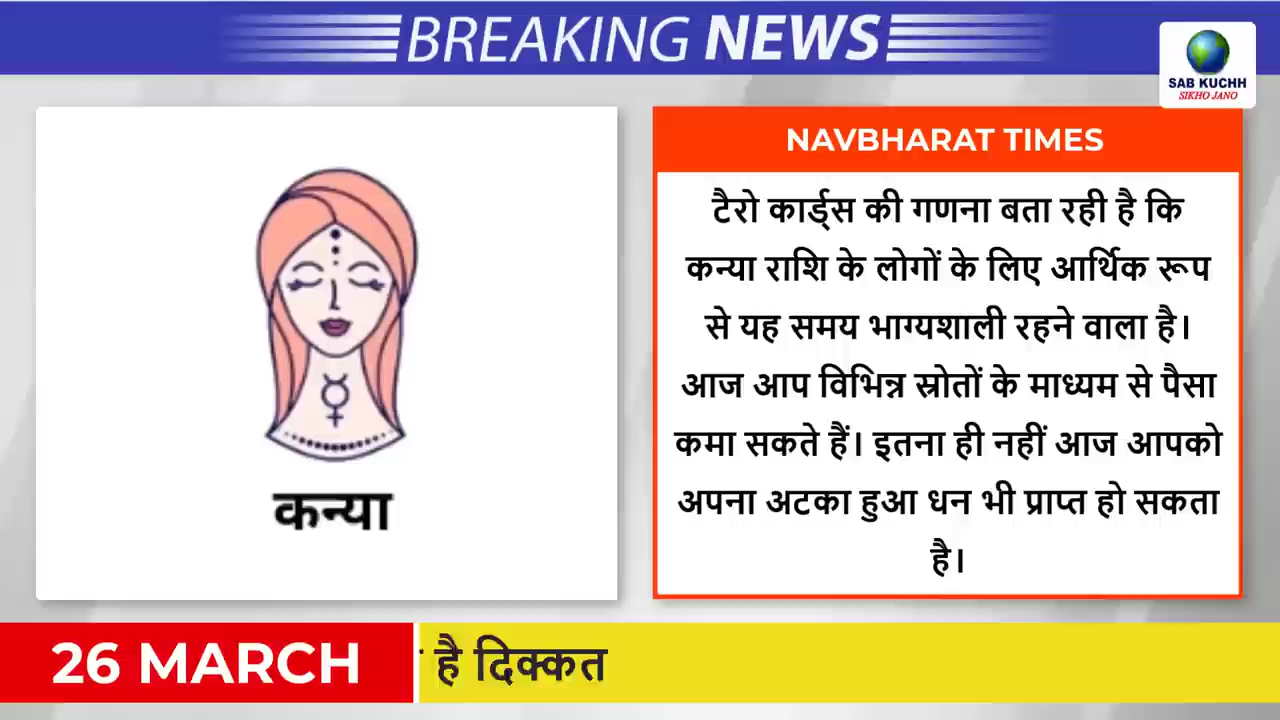 BREAKING NEWS
SAB KUCHH
SIKHO JANO
NAVBHARAT TIMES
टैरो कार्ड्स की गणना बता रही है कि
कन्या राशि के लोगों के लिए आर्थिक रूप
से यह समय भाग्यशाली रहने वाला है।
आज आप विभिन्न स्रोतों के माध्यम से पैसा
कमा सकते हैं। इतना ही नहीं आज आपको
अपना अटका हुआ धन भी प्राप्त हो सकता
है।
कन्या
26 MARCH
है दिक्कत